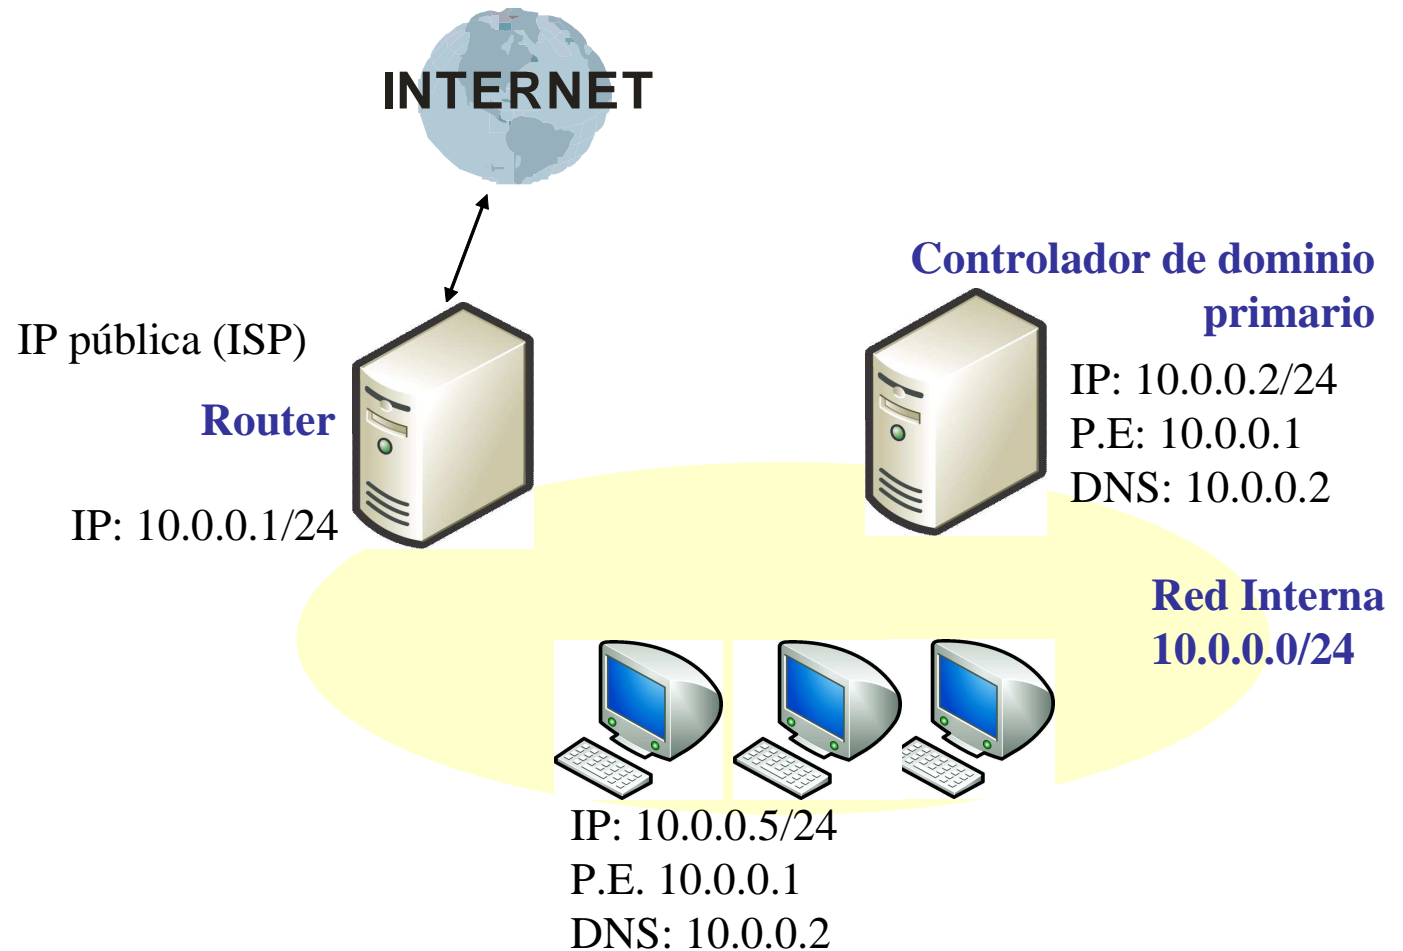 INTERNET
Controlador de dominio
primario
IP pública (ISP)
Router
IP: 10.0.0.1/24
IP: 10.0.0.2/24
P.E: 10.0.0.1
DNS: 10.0.0.2
Red Interna
10.0.0.0/24
IP: 10.0.0.5/24
P.E. 10.0.0.1
DNS: 10.0.0.2